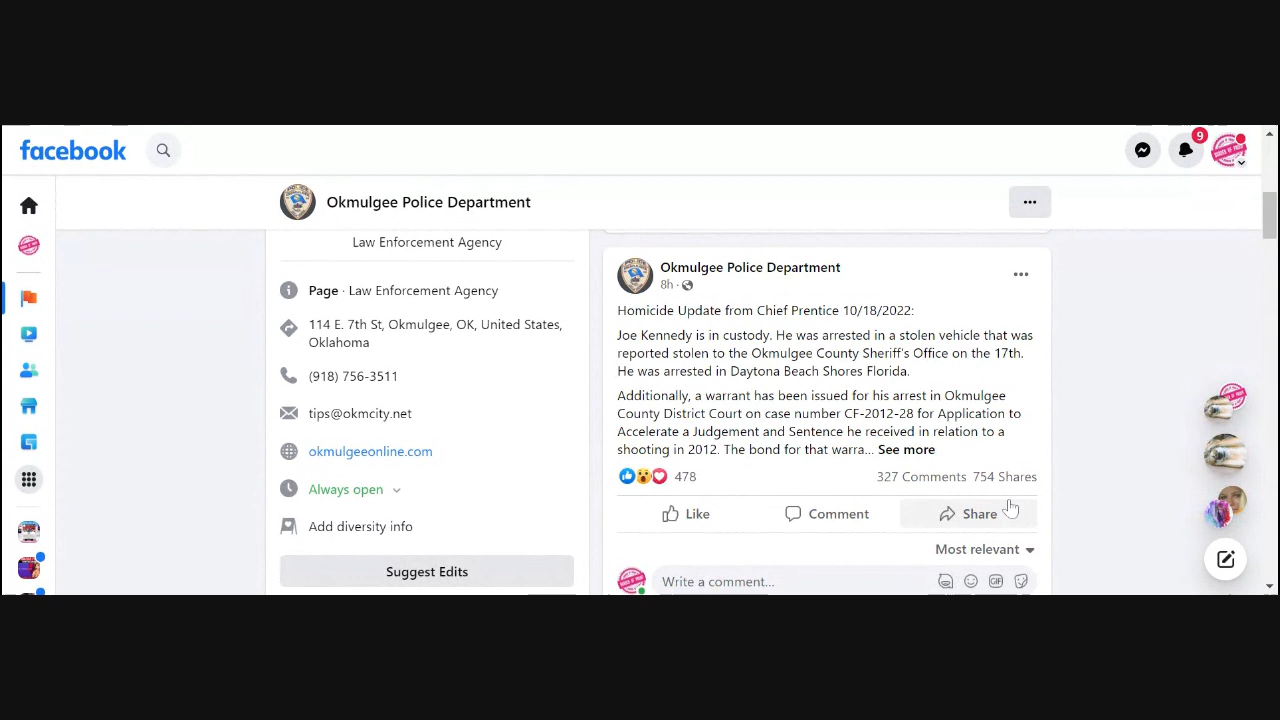 facebook
9
Okmulgee Police Department
Law Enforcement Agency
Page · Law Enforcement Agency
114 E. 7th St, Okmulgee, OK, United States,
Oklahoma
(918) 756-3511
tips@okmcity.net
okmulgeeonline.com
Always open
Add diversity info
Suggest Edits
Okmulgee Police Department
8h ·
Homicide Update from Chief Prentice 10/18/2022:
Joe Kennedy is in custody. He was arrested in a stolen vehicle that was
reported stolen to the Okmulgee County Sheriff's Office on the 17th.
He was arrested in Daytona Beach Shores Florida.
Additionally, a warrant has been issued for his arrest in Okmulgee
County District Court on case number CF-2012-28 for Application to
Accelerate a Judgement and Sentence he received in relation to a
shooting in 2012. The bond for that warra... See more
478
327 Comments 754 Shares
Like
Comment
Share
Most relevant
Write a comment...
GIF